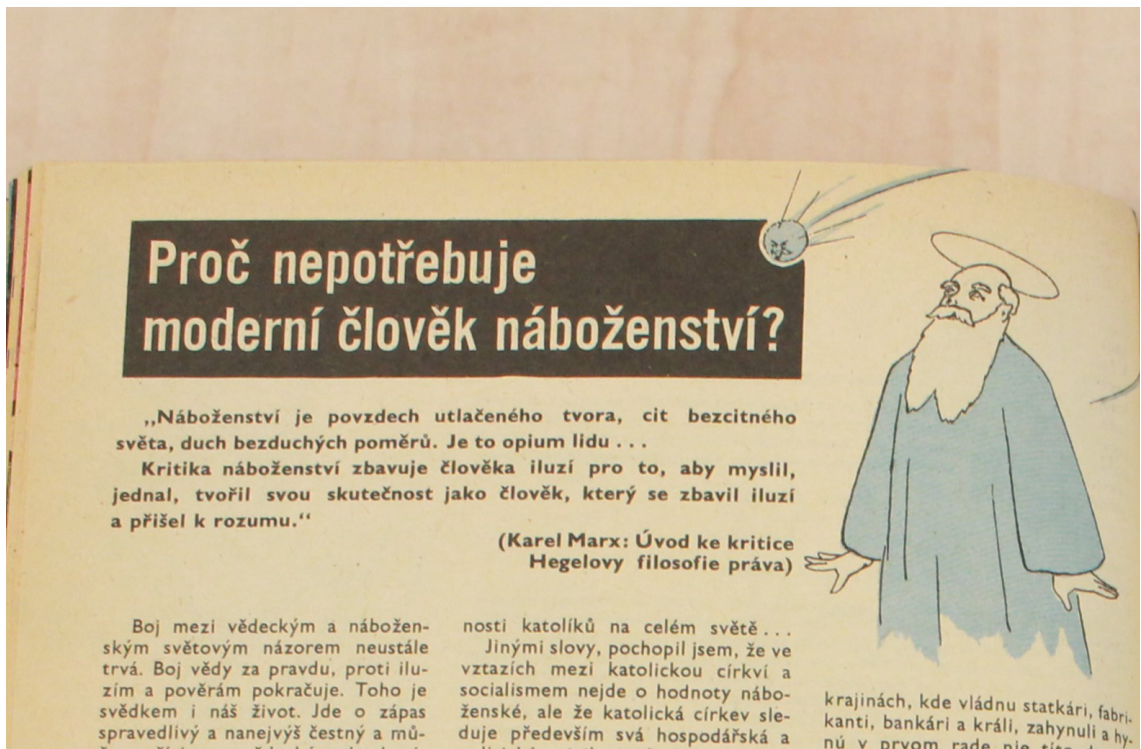 Proč nepotřebuje
moderní člověk náboženství?
„Náboženství je povzdech utlačeného tvora, cit bezcitného
světa, duch bezduchých poměrů. Je to opium lidu . . .
Kritika náboženství zbavuje člověka iluzí pro to, aby myslil,
jednal, tvořil svou skutečnost jako člověk, který se zbavil iluzí
a přišel k rozumu.“
(Karel Marx: Úvod ke kritice
Hegelovy filosofie práva)
Boj mezi vědeckým a nábožen-
ským světovým názorem neustále
trvá. Boj vědy za pravdu, proti ilu-
zím a pověrám pokračuje. Toho je
svědkem i náš život. Jde o zápas
spravedlivý a nanejvýš čestný a mů-
nosti katolíků na celém světě . . .
Jinými slovy, pochopil jsem, že ve
vztazích mezi katolickou církví a
socialismem nejde o hodnoty nábo-
ženské, ale že katolická církev sle-
duje především svá hospodářská a
krajinách, kde vládnu statkári, fabri-
kanti, bankári a králi, zahynuli a hy-
nú v prvom rade nie